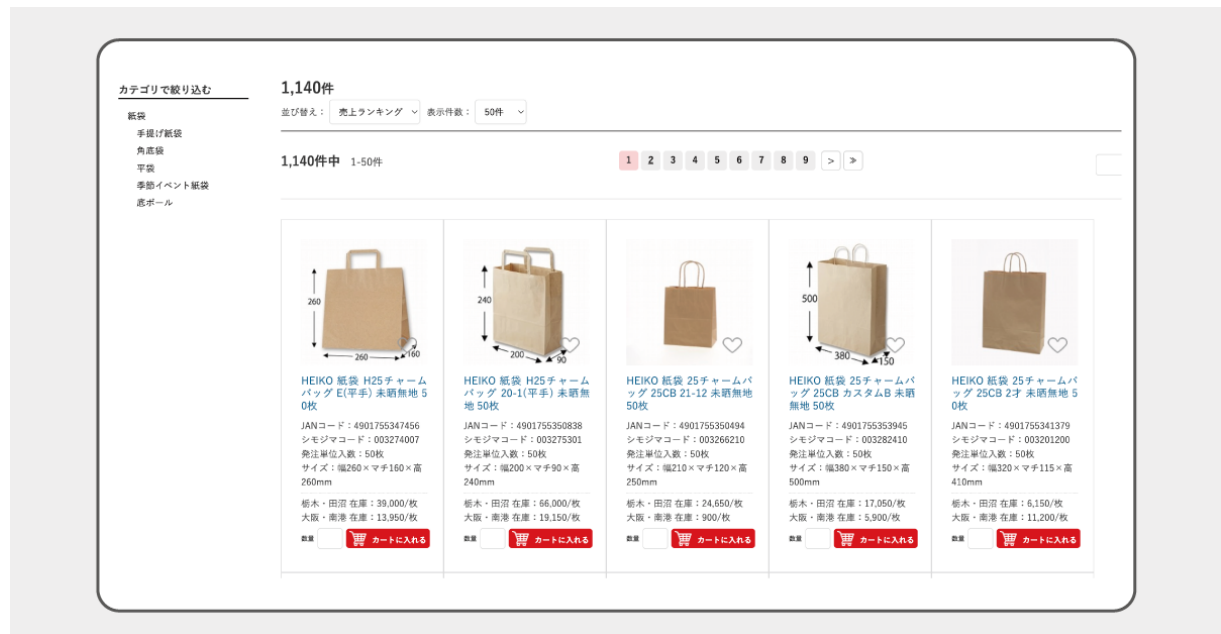 カテゴリで絞り込む
紙袋
手提げ紙袋
角底袋
平袋
季節イベント紙袋
底ボール
1,140件
並び替え： 売上ランキング 表示件数： 50件
1,140件中 1-50件
1 2 3 4 5 6 7 8 9 > ≫
260
260
160
HEIKO 紙袋 H25チャーム
バッグ E(平手) 未晒無地 5
0枚
JANコード：4901755347456
シモジマコード：003274007
発注単位入数：50枚
サイズ：幅260×マチ160×高
260mm
栃木・田沼 在庫：39,000/枚
大阪・南港 在庫：13,950/枚
数量 カートに入れる
240
200
90
HEIKO 紙袋 H25チャーム
バッグ 20-1(平手) 未晒無
地 50枚
JANコード：4901755350838
シモジマコード：003275301
発注単位入数：50枚
サイズ：幅200×マチ90×高
240mm
栃木・田沼 在庫：66,000/枚
大阪・南港 在庫：19,150/枚
数量 カートに入れる
HEIKO 紙袋 25チャームバ
ッグ 25CB 21-12 未晒無地
50枚
JANコード：4901755350494
シモジマコード：003266210
発注単位入数：50枚
サイズ：幅210×マチ120×高
250mm
栃木・田沼 在庫：24,650/枚
大阪・南港 在庫：900/枚
数量 カートに入れる
500
380
150
HEIKO 紙袋 25チャームバ
ッグ 25CB カスタムB 未晒
無地 50枚
JANコード：4901755353945
シモジマコード：003282410
発注単位入数：50枚
サイズ：幅380×マチ150×高
500mm
栃木・田沼 在庫：17,050/枚
大阪・南港 在庫：5,900/枚
数量 カートに入れる
HEIKO 紙袋 25チャームバ
ッグ 25CB 2才 未晒無地 5
0枚
JANコード：4901755341379
シモジマコード：003201200
発注単位入数：50枚
サイズ：幅320×マチ115×高
410mm
栃木・田沼 在庫：6,150/枚
大阪・南港 在庫：11,200/枚
数量 カートに入れる